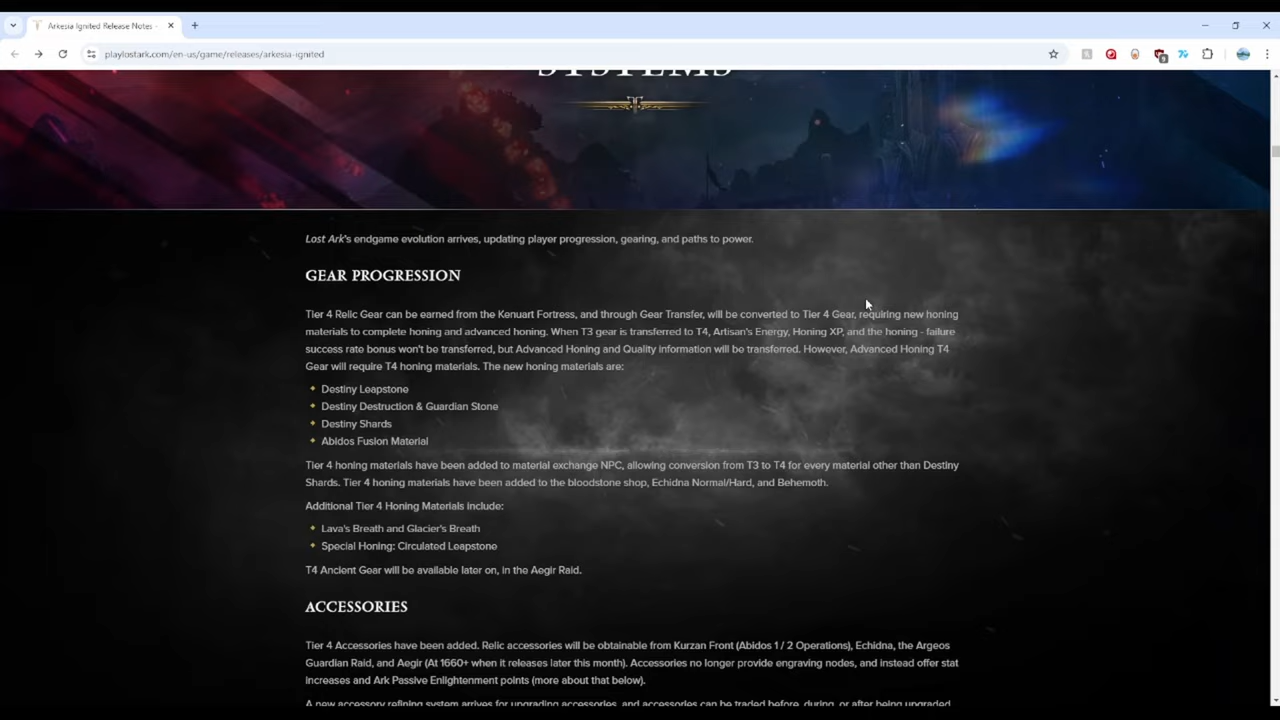 Arkesia Ignited Release Notes -
playlostark.com/en-us/game/releases/arkesia-ignited
SYSTEMS
Lost Ark's endgame evolution arrives, updating player progression, gearing, and paths to power.
GEAR PROGRESSION
Tier 4 Relic Gear can be earned from the Kenuart Fortress, and through Gear Transfer, will be converted to Tier 4 Gear, requiring new honing
materials to complete honing and advanced honing. When T3 gear is transferred to T4, Artisan's Energy, Honing XP, and the honing - failure
success rate bonus won't be transferred, but Advanced Honing and Quality information will be transferred. However, Advanced Honing T4
Gear will require T4 honing materials. The new honing materials are:
Destiny Leapstone
Destiny Destruction & Guardian Stone
Destiny Shards
Abidos Fusion Material
Tier 4 honing materials have been added to material exchange NPC, allowing conversion from T3 to T4 for every material other than Destiny
Shards. Tier 4 honing materials have been added to the bloodstone shop, Echidna Normal/Hard, and Behemoth.
Additional Tier 4 Honing Materials include:
Lava's Breath and Glacier's Breath
Special Honing: Circulated Leapstone
T4 Ancient Gear will be available later on, in the Aegir Raid.
ACCESSORIES
Tier 4 Accessories have been added. Relic accessories will be obtainable from Kurzan Front (Abidos 1 / 2 Operations), Echidna, the Argeos
Guardian Raid, and Aegir (At 1660+ when it releases later this month). Accessories no longer provide engraving nodes, and instead offer stat
increases and Ark Passive Enlightenment points (more about that below).
A new accessory refining system arrives for upgrading accessories, and accessories can be traded before, during, or after being upgraded.